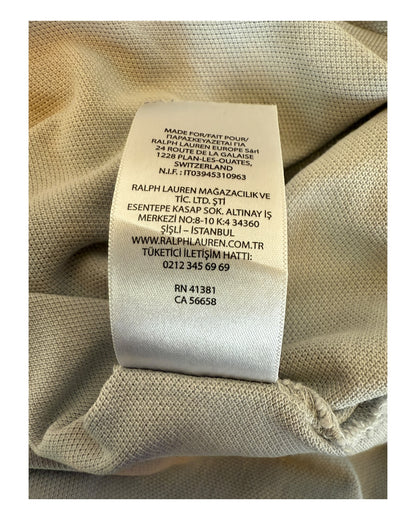 MADE FOR/FAIT POUR/
ΠΑΡΑΣΚΕΥΑΖΕΤΑΙ ΓΙΑ
RALPH LAUREN EUROPE Sàrl
24 ROUTE DE LA GALAISE
1228 PLAN-LES-OUATES,
SWITZERLAND
N.I.F.: IT03945310963
RALPH LAUREN MAĞAZACILIK VE
TİC. LTD. ŞTİ
ESENTEPE KASAP SOK. ALTINAY İŞ
MERKEZİ NO:8-10 K:4 34360
ŞİŞLİ – İSTANBUL
WWW.RALPHLAUREN.COM.TR
TÜKETİCİ İLETİŞİM HATTI:
0212 345 69 69
RN 41381
CA 56658